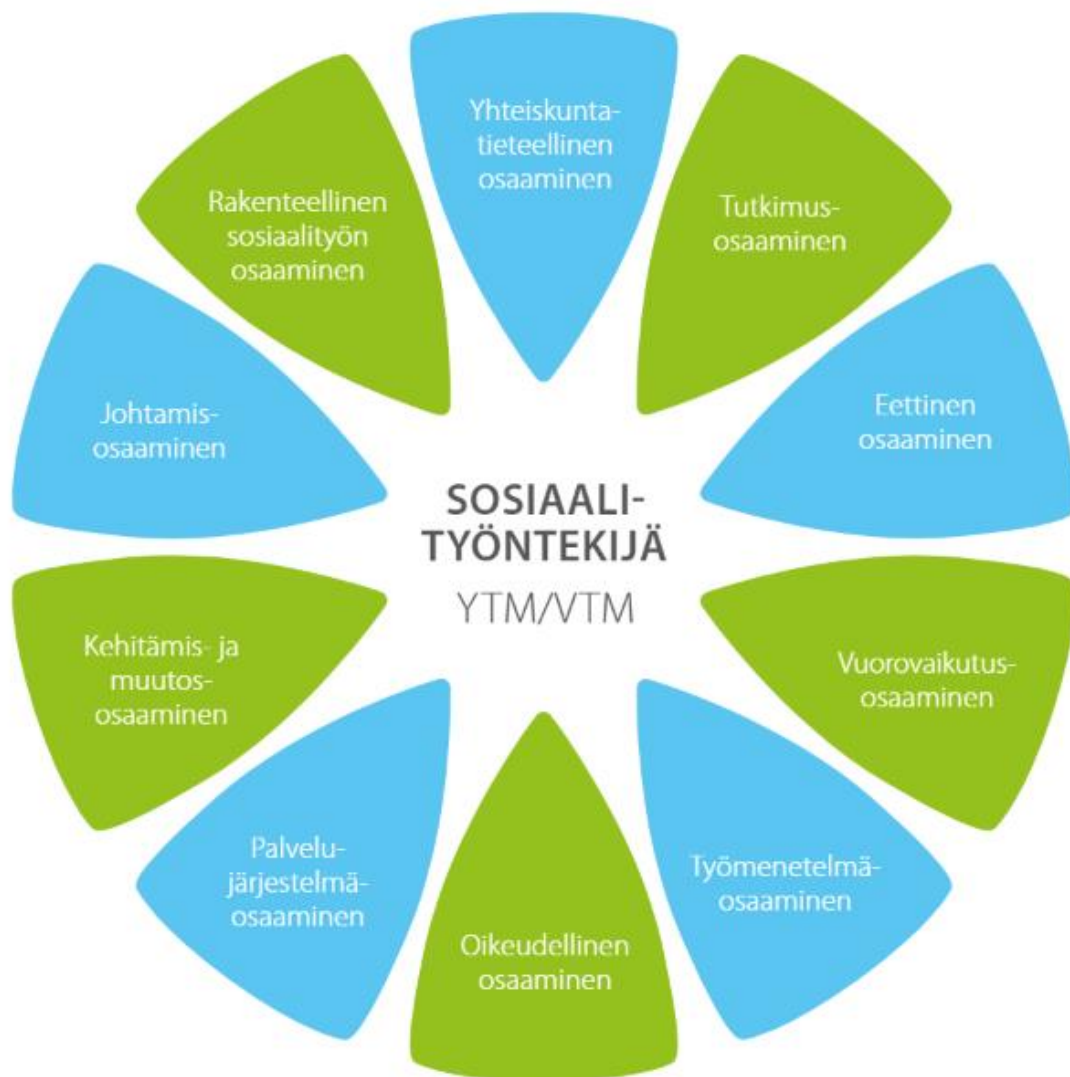 Yhteiskunta-
tieteellinen
osaaminen
Tutkimus-
osaaminen
Eettinen
osaaminen
Vuorovaikutus-
osaaminen
Työmenetelmä-
osaaminen
Oikeudellinen
osaaminen
Palvelu-
järjestelmä-
osaaminen
Kehitämis- ja
muutos-
osaaminen
Johtamis-
osaaminen
Rakenteellinen
sosiaalityön
osaaminen
SOSIAALI-
TYÖNTEKIJÄ
YTM/VTM